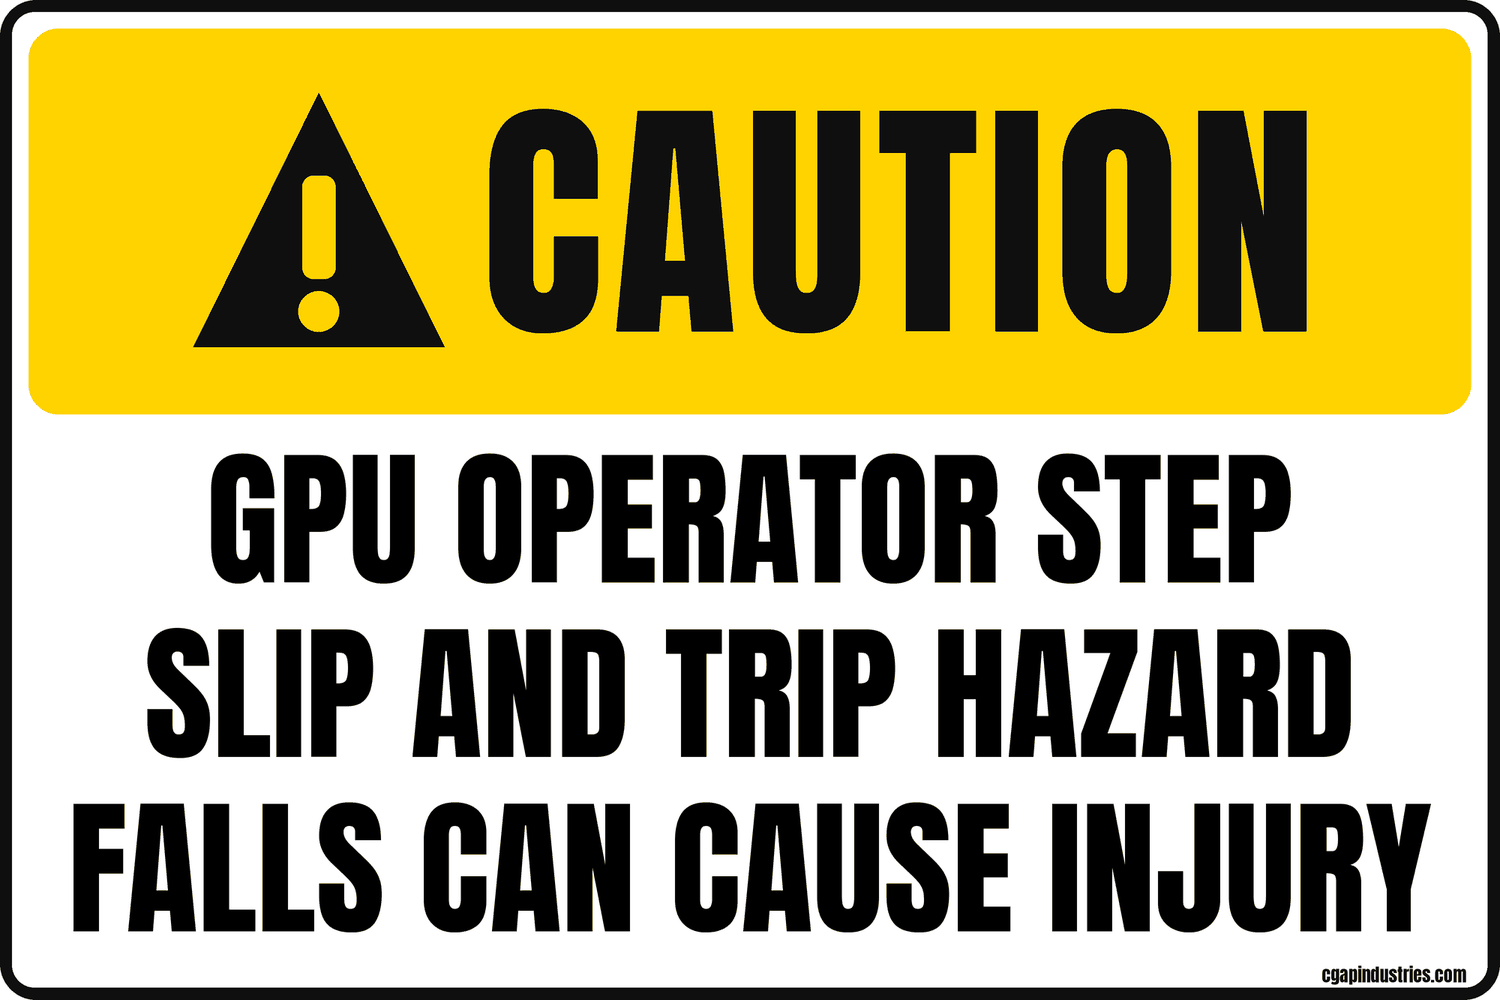 CAUTION
GPU OPERATOR STEP
SLIP AND TRIP HAZARD
FALLS CAN CAUSE INJURY
cgapindustries.com